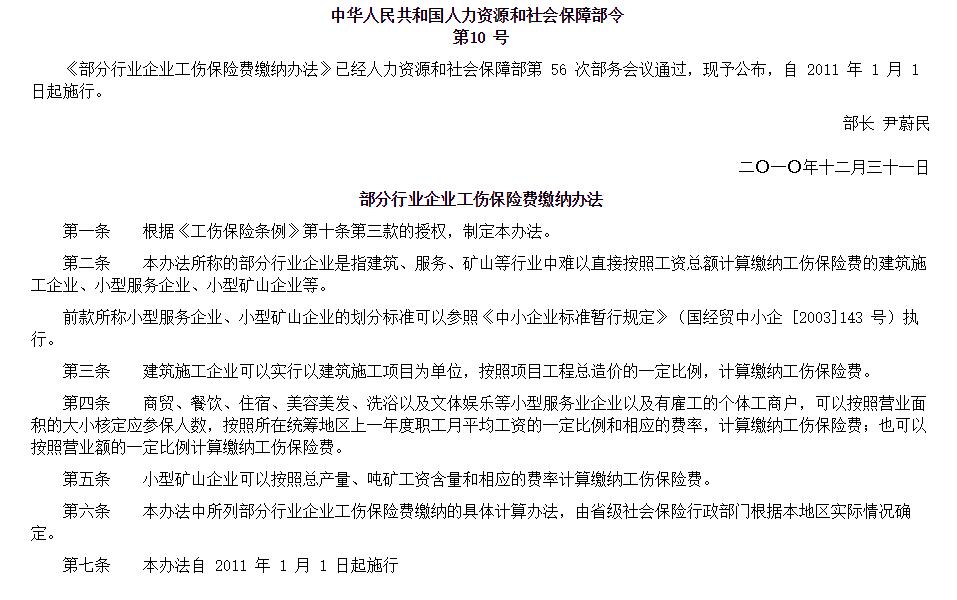 中华人民共和国人力资源和社会保障部令
第10 号
《部分行业企业工伤保险费缴纳办法》已经人力资源和社会保障部第 56 次部务会议通过，现予公布，自 2011 年 1 月 1
日起施行。
部长 尹蔚民
二〇一〇年十二月三十一日
部分行业企业工伤保险费缴纳办法
第一条 根据《工伤保险条例》第十条第三款的授权，制定本办法。
第二条 本办法所称的部分行业企业是指建筑、服务、矿山等行业中难以直接按照工资总额计算缴纳工伤保险费的建筑施
工企业、小型服务企业、小型矿山企业等。
前款所称小型服务企业、小型矿山企业的划分标准可以参照《中小企业标准暂行规定》（国经贸中小企 [2003]143 号）执
行。
第三条 建筑施工企业可以实行以建筑施工项目为单位，按照项目工程总造价的一定比例，计算缴纳工伤保险费。
第四条 商贸、餐饮、住宿、美容美发、洗浴以及文体娱乐等小型服务业企业以及有雇工的个体工商户，可以按照营业面
积的大小核定应参保人数，按照所在统筹地区上一年度职工月平均工资的一定比例和相应的费率，计算缴纳工伤保险费；也可以
按照营业额的一定比例计算缴纳工伤保险费。
第五条 小型矿山企业可以按照总产量、吨矿工资含量和相应的费率计算缴纳工伤保险费。
第六条 本办法中所列部分行业企业工伤保险费缴纳的具体计算办法，由省级社会保险行政部门根据本地区实际情况确
定。
第七条 本办法自 2011 年 1 月 1 日起施行